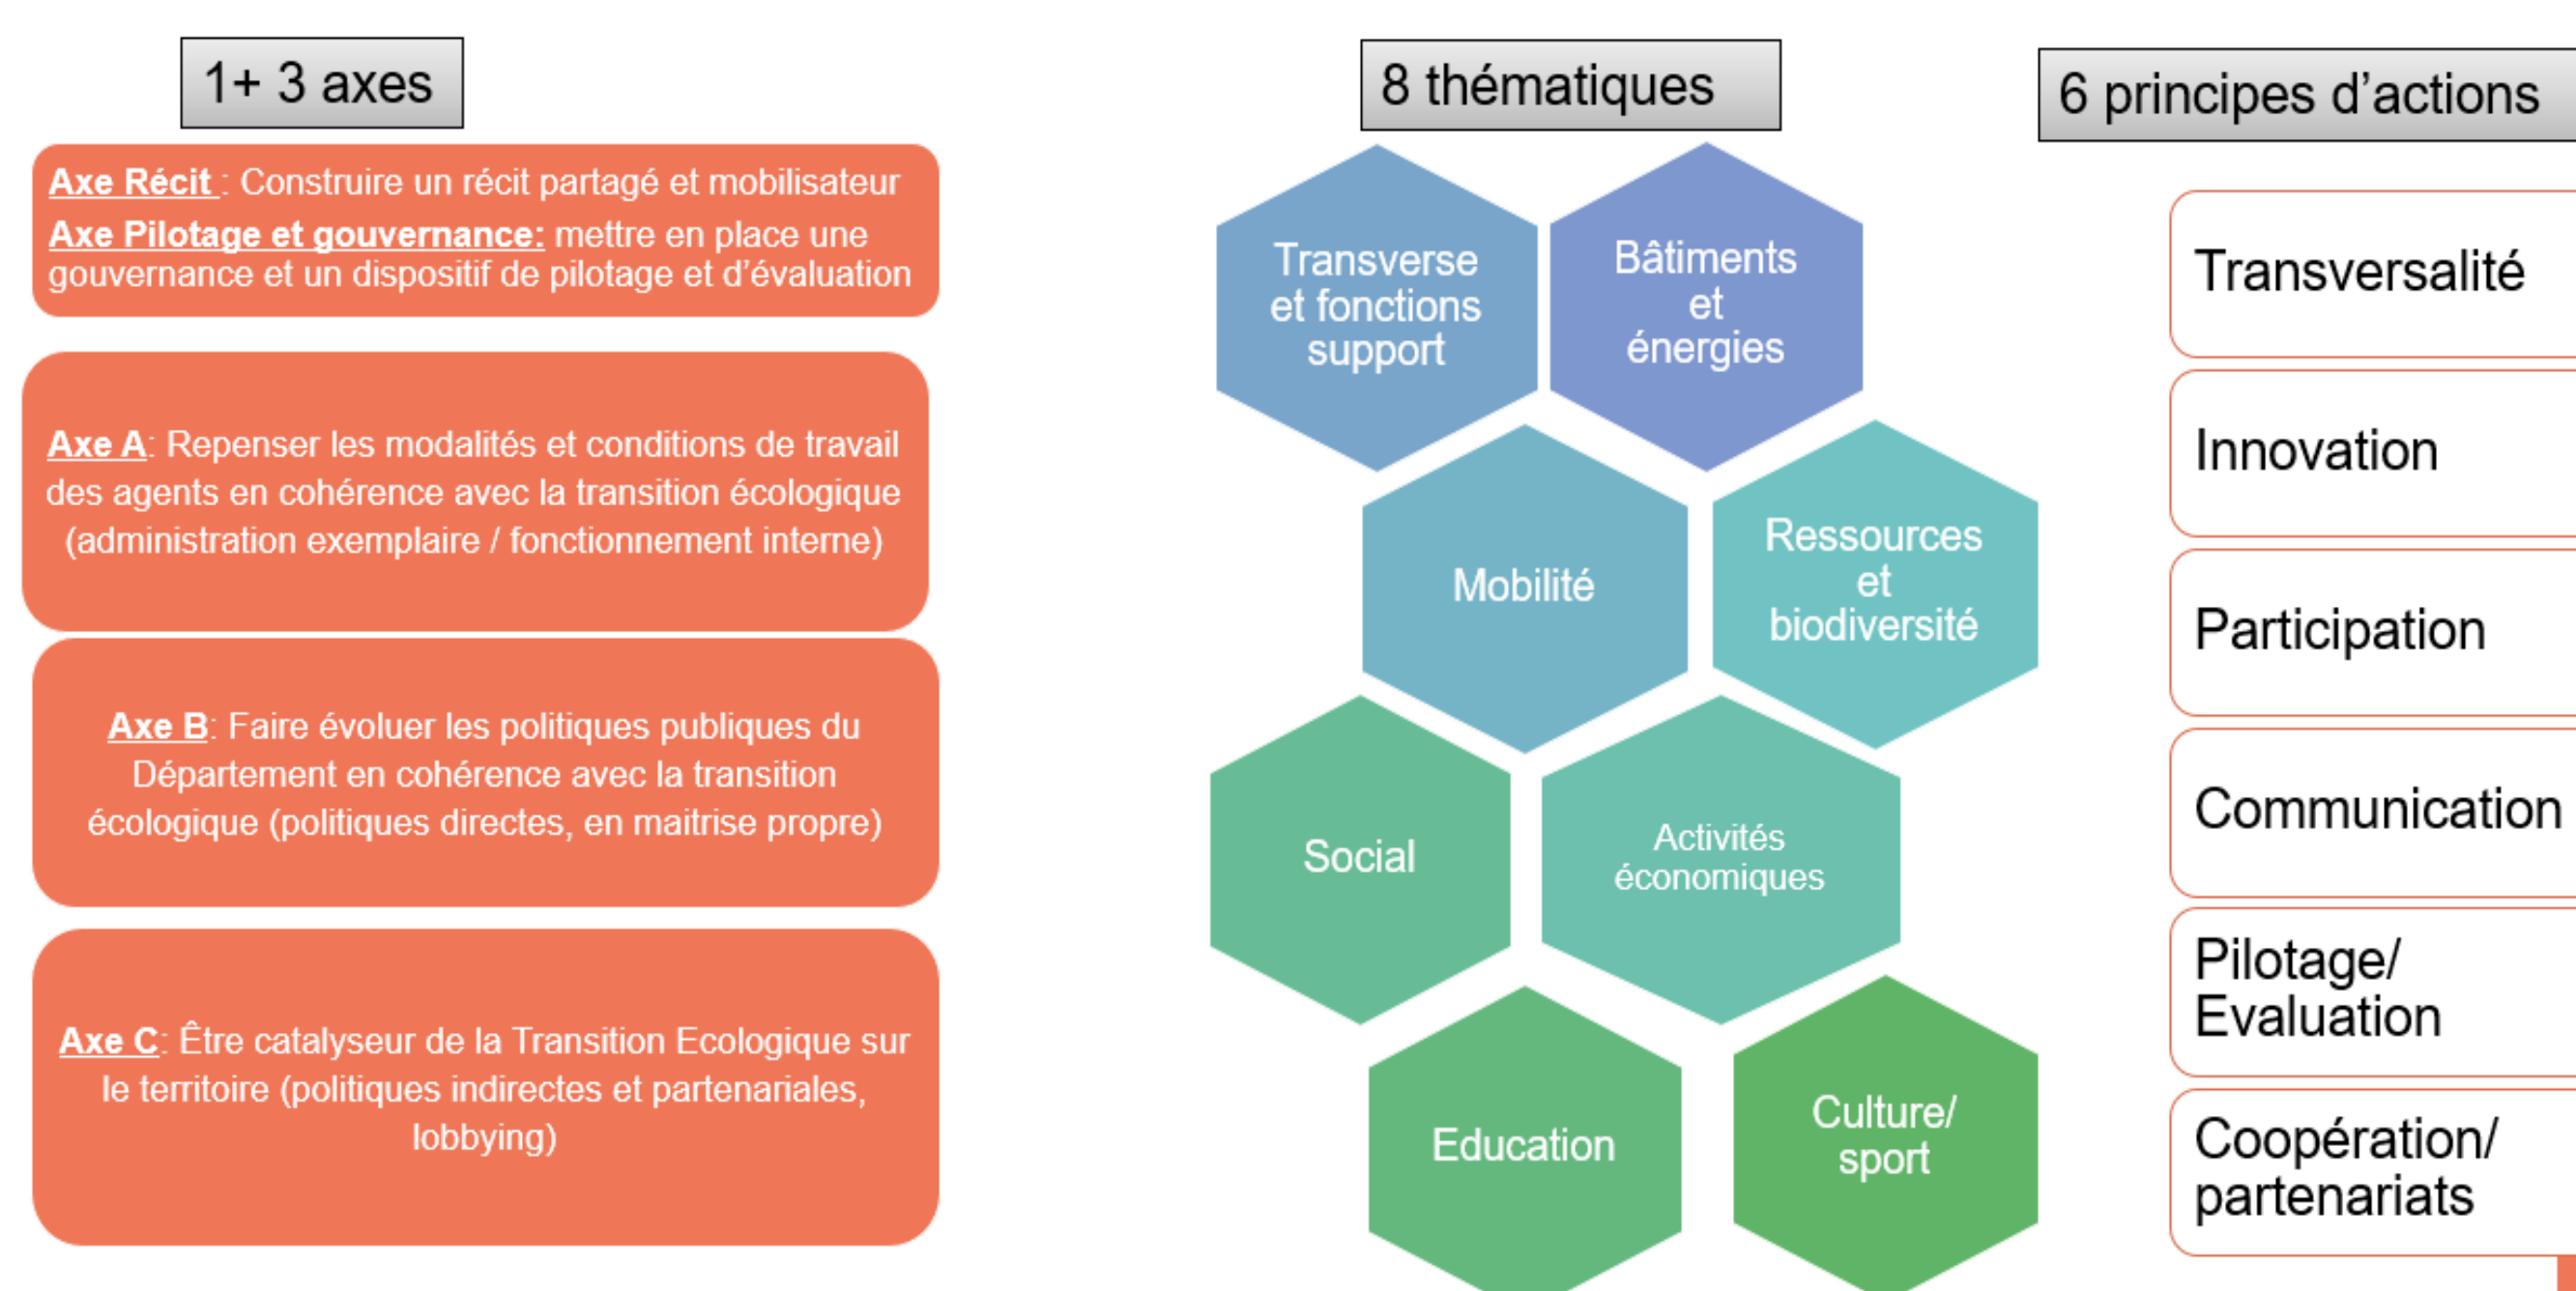 1+ 3 axes
Axe Récit : Construire un récit partagé et mobilisateur
Axe Pilotage et gouvernance: mettre en place une
gouvernance et un dispositif de pilotage et d’évaluation
Axe A: Repenser les modalités et conditions de travail
des agents en cohérence avec la transition écologique
(administration exemplaire / fonctionnement interne)
Axe B: Faire évoluer les politiques publiques du
Département en cohérence avec la transition
écologique (politiques directes, en maitrise propre)
Axe C: Être catalyseur de la Transition Ecologique sur
le territoire (politiques indirectes et partenariales,
lobbying)
8 thématiques
Transverse
et fonctions
support
Bâtiments
et
énergies
Mobilité
Ressources
et
biodiversité
Social
Activités
économiques
Education
Culture/
sport
6 principes d’actions
Transversalité
Innovation
Participation
Communication
Pilotage/
Evaluation
Coopération/
partenariats